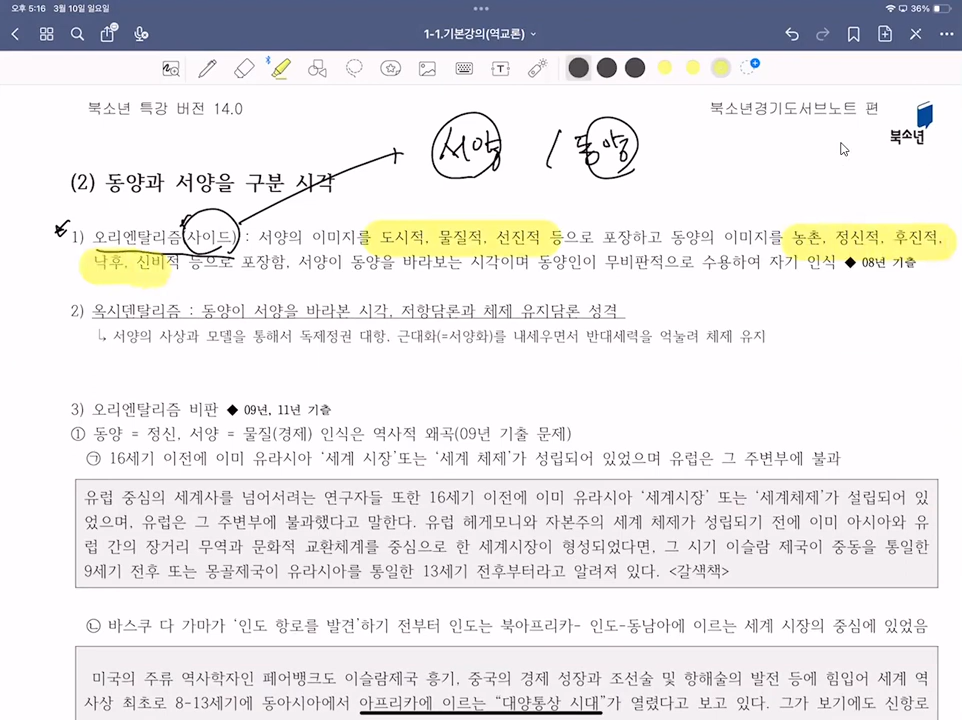 오후 5:16 3월 10일 일요일
36%
1-1.기본강의(역교론)
북소년 특강 버전 14.0
북소년경기도서브노트 편
북소년
서양 / 동양
(2) 동양과 서양을 구분 시각
1) 오리엔탈리즘(사이드) : 서양의 이미지를 도시적, 물질적, 선진적 등으로 포장하고 동양의 이미지를 농촌, 정신적, 후진적,
낙후, 신비적 등으로 포장함, 서양이 동양을 바라보는 시각이며 동양인이 무비판적으로 수용하여 자기 인식 ◆ 08년 기출
2) 옥시덴탈리즘 : 동양이 서양을 바라본 시각, 저항담론과 체제 유지담론 성격
↳ 서양의 사상과 모델을 통해서 독제정권 대항, 근대화(=서양화)를 내세우면서 반대세력을 억눌러 체제 유지
3) 오리엔탈리즘 비판 ◆ 09년, 11년 기출
① 동양 = 정신, 서양 = 물질(경제) 인식은 역사적 왜곡(09년 기출 문제)
㉠ 16세기 이전에 이미 유라시아 ‘세계 시장’또는 ‘세계 체제’가 성립되어 있었으며 유럽은 그 주변부에 불과
유럽 중심의 세계사를 넘어서려는 연구자들 또한 16세기 이전에 이미 유라시아 ‘세계시장’ 또는 ‘세계체제’가 설립되어 있
었으며, 유럽은 그 주변부에 불과했다고 말한다. 유럽 헤게모니와 자본주의 세계 체제가 성립되기 전에 이미 아시아와 유
럽 간의 장거리 무역과 문화적 교환체계를 중심으로 한 세계시장이 형성되었다면, 그 시기 이슬람 제국이 중동을 통일한
9세기 전후 또는 몽골제국이 유라시아를 통일한 13세기 전후부터라고 알려져 있다. <갈색책>
㉡ 바스쿠 다 가마가 ‘인도 항로를 발견’하기 전부터 인도는 북아프리카- 인도-동남아에 이르는 세계 시장의 중심에 있었음
미국의 주류 역사학자인 페어뱅크도 이슬람제국 흥기, 중국의 경제 성장과 조선술 및 항해술의 발전 등에 힘입어 세계 역
사상 최초로 8-13세기에 동아시아에서 아프리카에 이르는 “대양통상 시대”가 열렸다고 보고 있다. 그가 보기에도 신항로